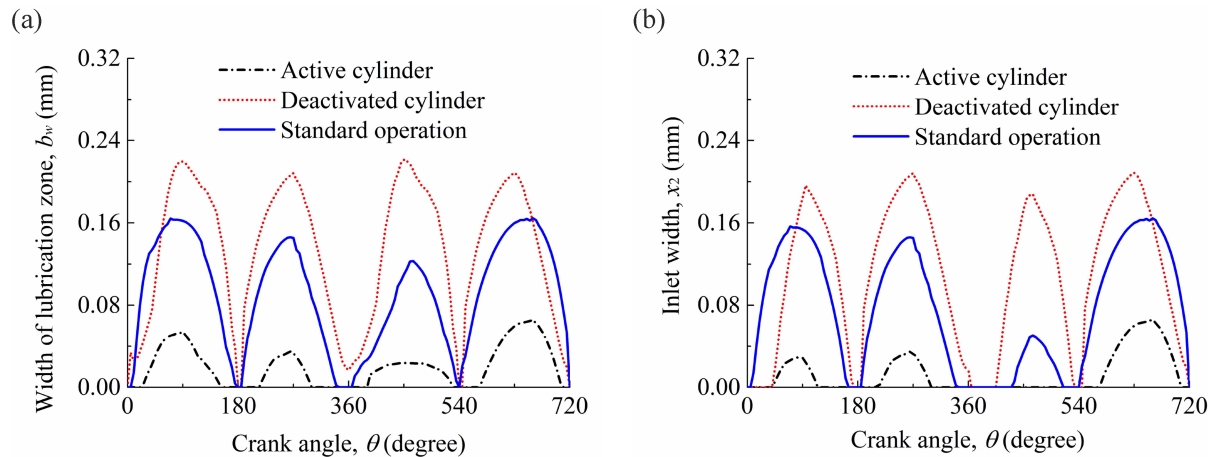 (a)
Width of lubrication zone, bw (mm)
0.32
0.24
0.16
0.08
0.00
Active cylinder
Deactivated cylinder
Standard operation
0 180 360 540 720
Crank angle, θ (degree)
(b)
Inlet width, x2 (mm)
0.32
0.24
0.16
0.08
0.00
Active cylinder
Deactivated cylinder
Standard operation
0 180 360 540 720
Crank angle, θ (degree)